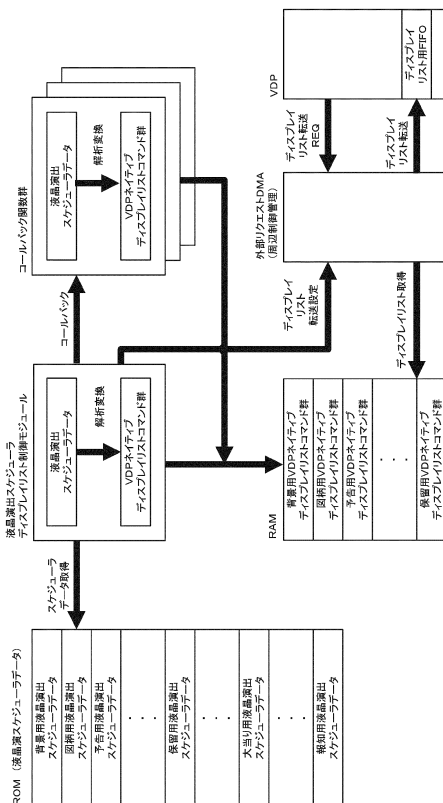 ROM（液晶演スケジューラデータ）
背景用液晶演出
スケジューラデータ
図柄用液晶演出
スケジューラデータ
予告用液晶演出
スケジューラデータ
・ ・ ・
保留用液晶演出
スケジューラデータ
・ ・ ・
大当り用液晶演出
スケジューラデータ
・ ・ ・
報知用液晶演出
スケジューラデータ
スケジューラ
データ取得
液晶演出スケジューラ
ディスプレイリスト制御モジュール
液晶演出
スケジューラデータ
解析変換
VDPネイティブ
ディスプレイリストコマンド群
コールバック
コールバック関数群
液晶演出
スケジューラデータ
解析変換
VDPネイティブ
ディスプレイリストコマンド群
RAM
背景用VDPネイティブ
ディスプレイリストコマンド群
図柄用VDPネイティブ
ディスプレイリストコマンド群
予告用VDPネイティブ
ディスプレイリストコマンド群
・ ・ ・
保留用VDPネイティブ
ディスプレイリストコマンド群
ディスプレイ
リスト
転送設定
ディスプレイリスト取得
外部リクエストDMA
（周辺制御管理）
ディスプレイ
リスト転送
REQ
ディスプレイ
リスト転送
VDP
ディスプレイ
リスト用FIFO